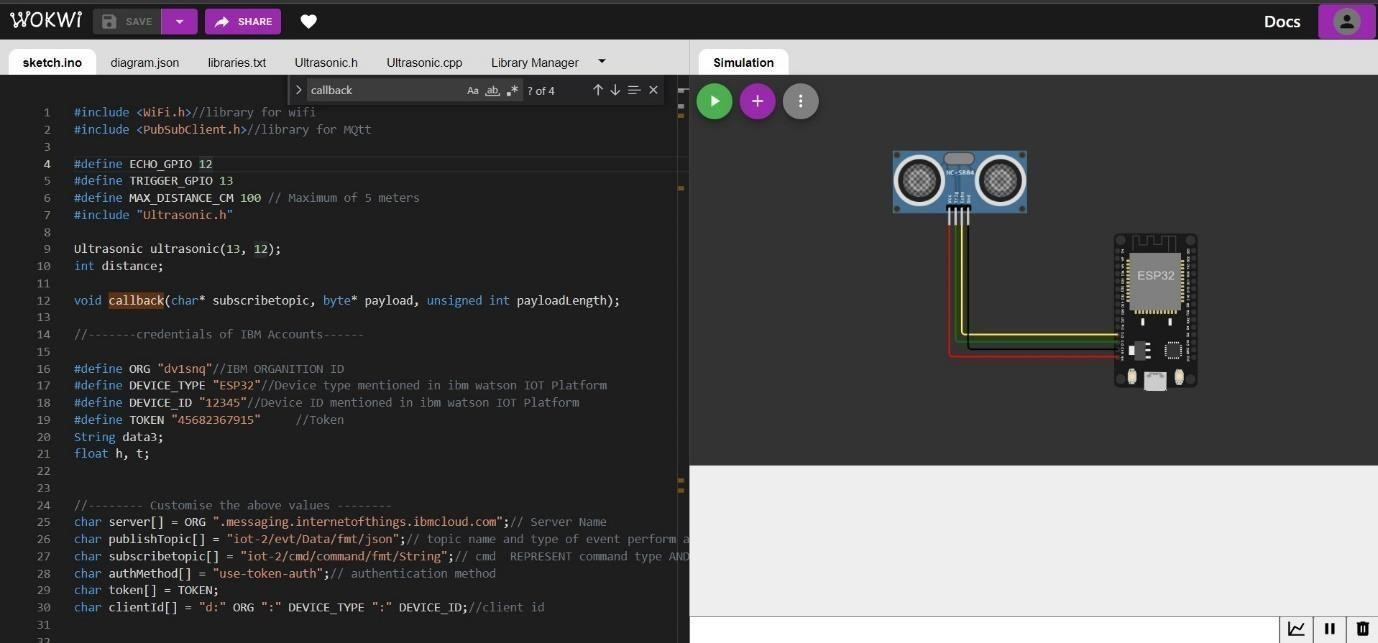 WOKWI SAVE SHARE Docs
sketch.ino diagram.json libraries.txt Ultrasonic.h Ultrasonic.cpp Library Manager Simulation
callback Aa ab ? of 4
1 #include <WiFi.h>//library for wifi
2 #include <PubSubClient.h>//library for MQtt
3
4 #define ECHO_GPIO 12
5 #define TRIGGER_GPIO 13
6 #define MAX_DISTANCE_CM 100 // Maximum of 5 meters
7 #include "Ultrasonic.h"
8
9 Ultrasonic ultrasonic(13, 12);
10 int distance;
11
12 void callback(char* subscribetopic, byte* payload, unsigned int payloadLength);
13
14 //-------credentials of IBM Accounts------
15
16 #define ORG "dv1snq"//IBM ORGANITION ID
17 #define DEVICE_TYPE "ESP32"//Device type mentioned in ibm watson IOT Platform
18 #define DEVICE_ID "12345"//Device ID mentioned in ibm watson IOT Platform
19 #define TOKEN "45682367915" //Token
20 String data3;
21 float h, t;
22
23
24 //-------- Customise the above values --------
25 char server[] = ORG ".messaging.internetofthings.ibmcloud.com";// Server Name
26 char publishTopic[] = "iot-2/evt/Data/fmt/json";// topic name and type of event perform a
27 char subscribetopic[] = "iot-2/cmd/command/fmt/String";// cmd REPRESENT command type AND
28 char authMethod[] = "use-token-auth";// authentication method
29 char token[] = TOKEN;
30 char clientId[] = "d:" ORG ":" DEVICE_TYPE ":" DEVICE_ID;//client id
31
32
HC-SR04
ESP32